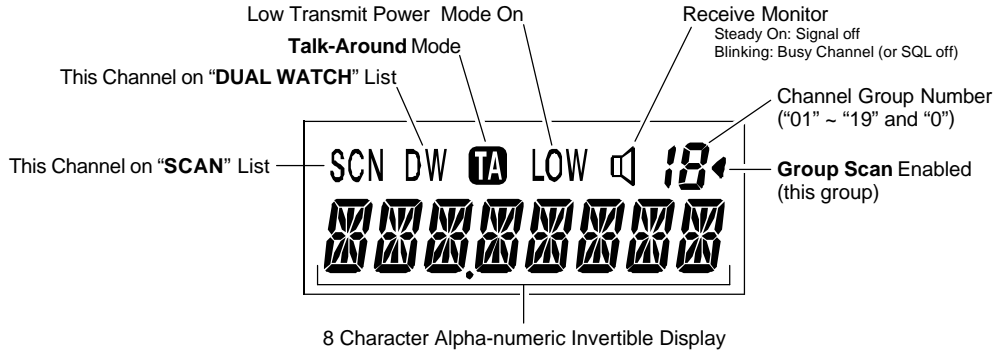 Low Transmit Power Mode On
Receive Monitor
Steady On: Signal off
Blinking: Busy Channel (or SQL off)
Talk-Around Mode
This Channel on “DUAL WATCH” List
Channel Group Number
(“01” ~ “19” and “0”)
This Channel on “SCAN” List
SCN DW TA LOW 18
Group Scan Enabled
(this group)
8 Character Alpha-numeric Invertible Display